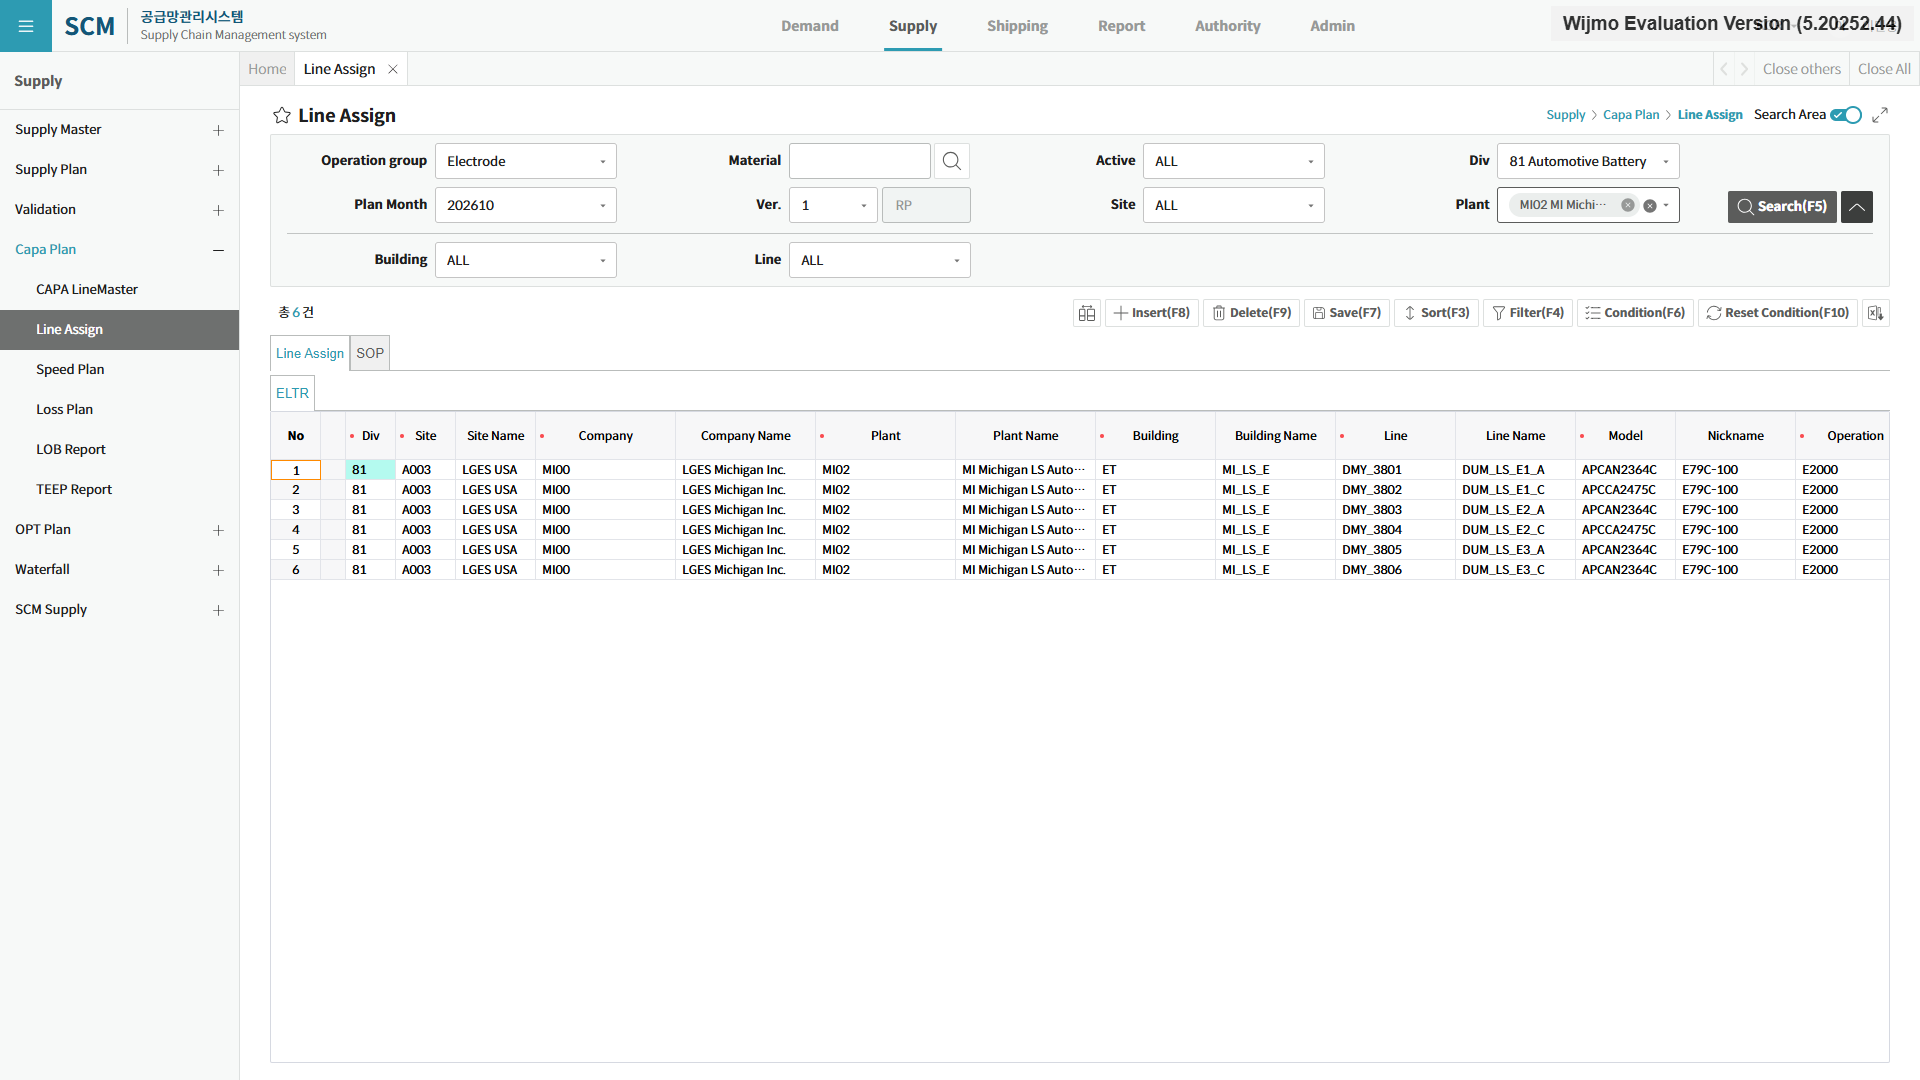 SCM
공급망관리시스템
Supply Chain Management system
Demand
Supply
Shipping
Report
Authority
Admin
Wijmo Evaluation Version (5.20252.44)
Supply
Home
Line Assign
Close others
Close All
Supply Master
Supply Plan
Validation
Capa Plan
CAPA LineMaster
Line Assign
Speed Plan
Loss Plan
LOB Report
TEEP Report
OPT Plan
Waterfall
SCM Supply
Line Assign
Supply > Capa Plan > Line Assign
Search Area
Operation group Electrode
Material
Active ALL
Div 81 Automotive Battery
Plan Month 202610
Ver. 1 RP
Site ALL
Plant MI02 MI Michi···
Search(F5)
Building ALL
Line ALL
총 6 건
Insert(F8)
Delete(F9)
Save(F7)
Sort(F3)
Filter(F4)
Condition(F6)
Reset Condition(F10)
Line Assign
SOP
ELTR
No Div Site Site Name Company Company Name Plant Plant Name Building Building Name Line Line Name Model Nickname Operation
1 81 A003 LGES USA MI00 LGES Michigan Inc. MI02 MI Michigan LS Auto··· ET MI_LS_E DMY_3801 DUM_LS_E1_A APCAN2364C E79C-100 E2000
2 81 A003 LGES USA MI00 LGES Michigan Inc. MI02 MI Michigan LS Auto··· ET MI_LS_E DMY_3802 DUM_LS_E1_C APCCA2475C E79C-100 E2000
3 81 A003 LGES USA MI00 LGES Michigan Inc. MI02 MI Michigan LS Auto··· ET MI_LS_E DMY_3803 DUM_LS_E2_A APCAN2364C E79C-100 E2000
4 81 A003 LGES USA MI00 LGES Michigan Inc. MI02 MI Michigan LS Auto··· ET MI_LS_E DMY_3804 DUM_LS_E2_C APCCA2475C E79C-100 E2000
5 81 A003 LGES USA MI00 LGES Michigan Inc. MI02 MI Michigan LS Auto··· ET MI_LS_E DMY_3805 DUM_LS_E3_A APCAN2364C E79C-100 E2000
6 81 A003 LGES USA MI00 LGES Michigan Inc. MI02 MI Michigan LS Auto··· ET MI_LS_E DMY_3806 DUM_LS_E3_C APCAN2364C E79C-100 E2000